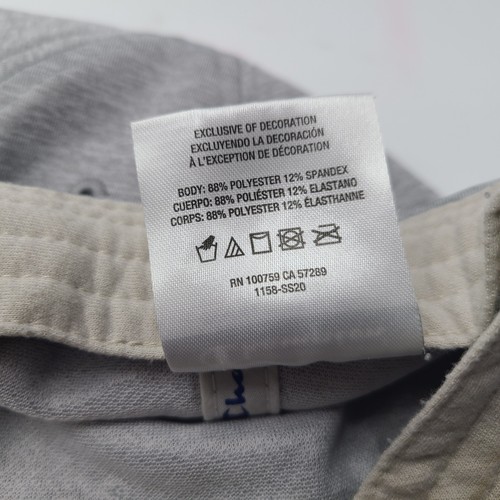 EXCLUSIVE OF DECORATION
EXCLUYENDO LA DECORACIÓN
À L'EXCEPTION DE DÉCORATION
BODY: 88% POLYESTER 12% SPANDEX
CUERPO: 88% POLIÉSTER 12% ELASTANO
CORPS: 88% POLYESTER 12% ÉLASTHANNE
RN 100759 CA 57289
1158-SS20
Cha